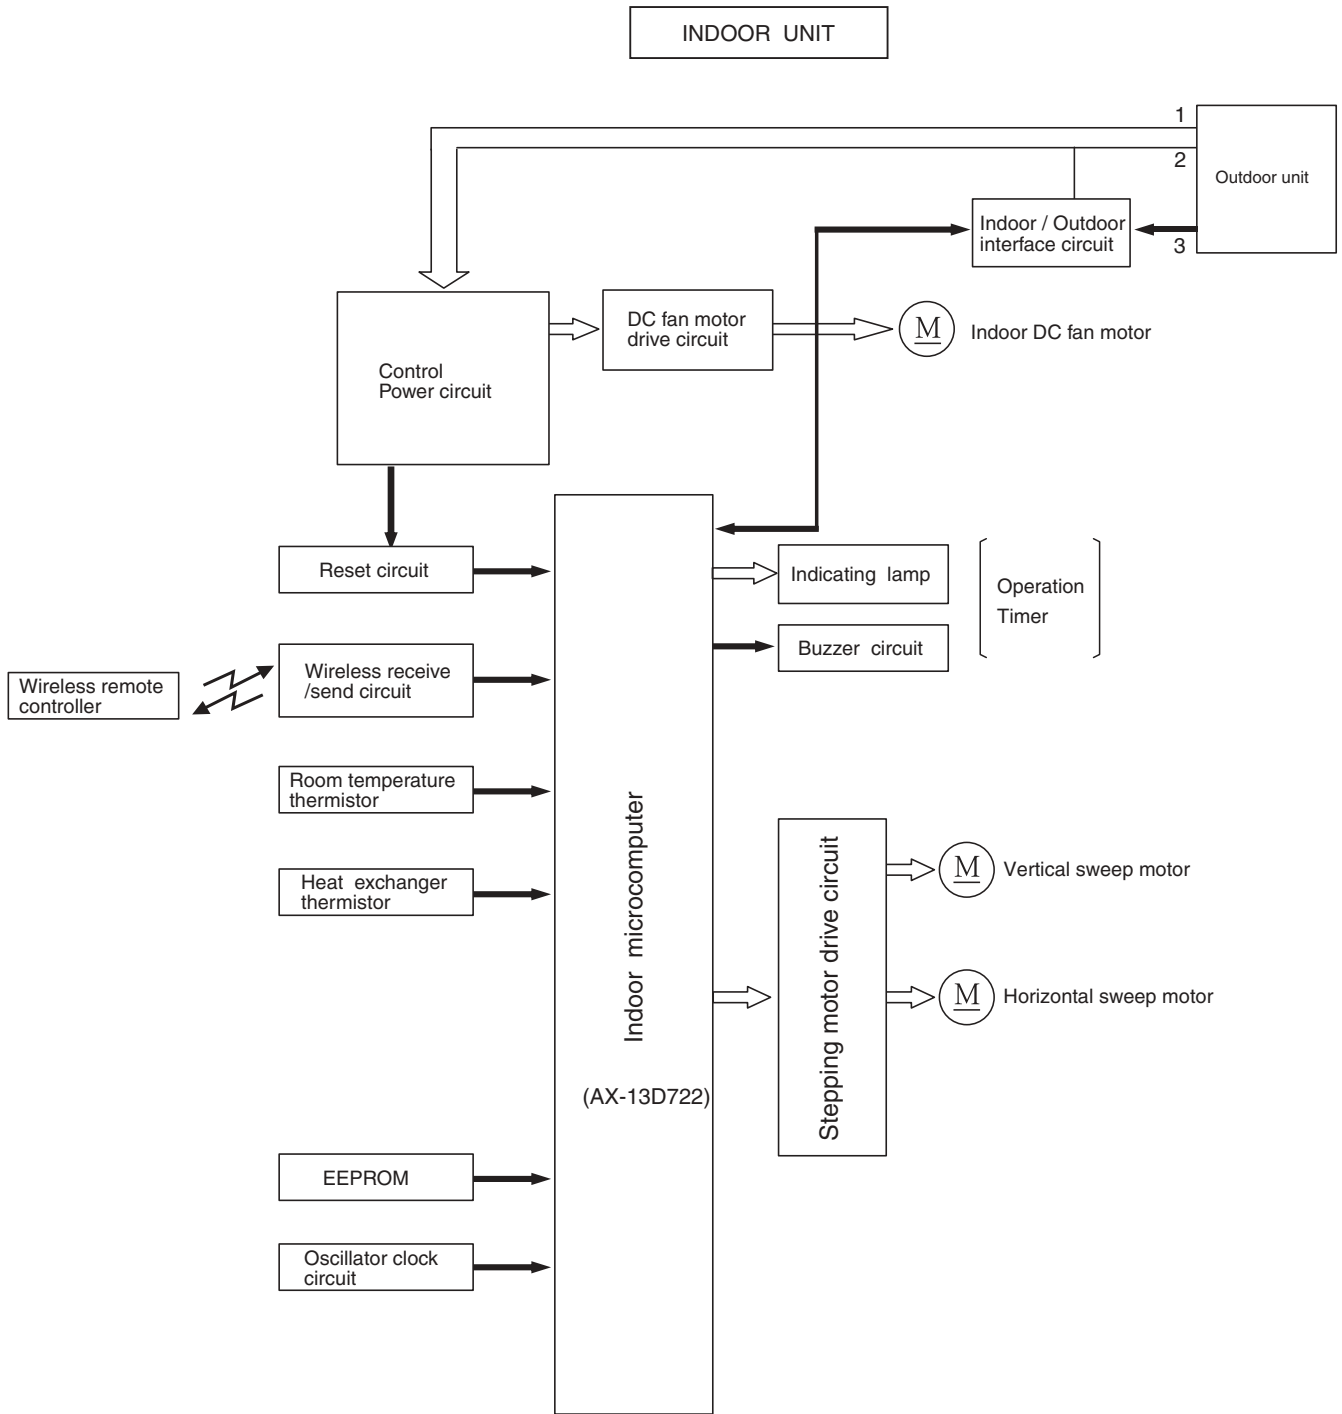 INDOOR UNIT
1
2
Outdoor unit
Indoor / Outdoor
interface circuit
3
DC fan motor
drive circuit
M
Indoor DC fan motor
Control
Power circuit
Reset circuit
Indicating lamp
Operation
Timer
Buzzer circuit
Wireless receive
/send circuit
Wireless remote
controller
Room temperature
thermistor
Heat exchanger
thermistor
Indoor microcomputer
(AX-13D722)
Stepping motor drive circuit
M
Vertical sweep motor
M
Horizontal sweep motor
EEPROM
Oscillator clock
circuit